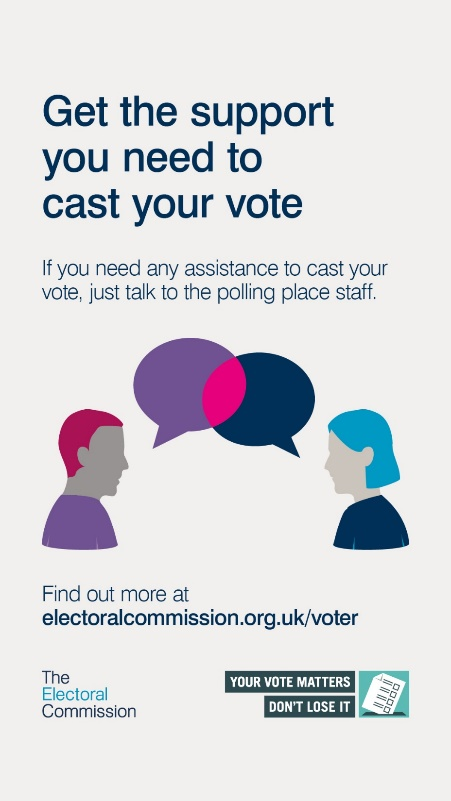 Get the support
you need to
cast your vote
If you need any assistance to cast your
vote, just talk to the polling place staff.
Find out more at
electoralcommission.org.uk/voter
The
Electoral
Commission
YOUR VOTE MATTERS
DON'T LOSE IT